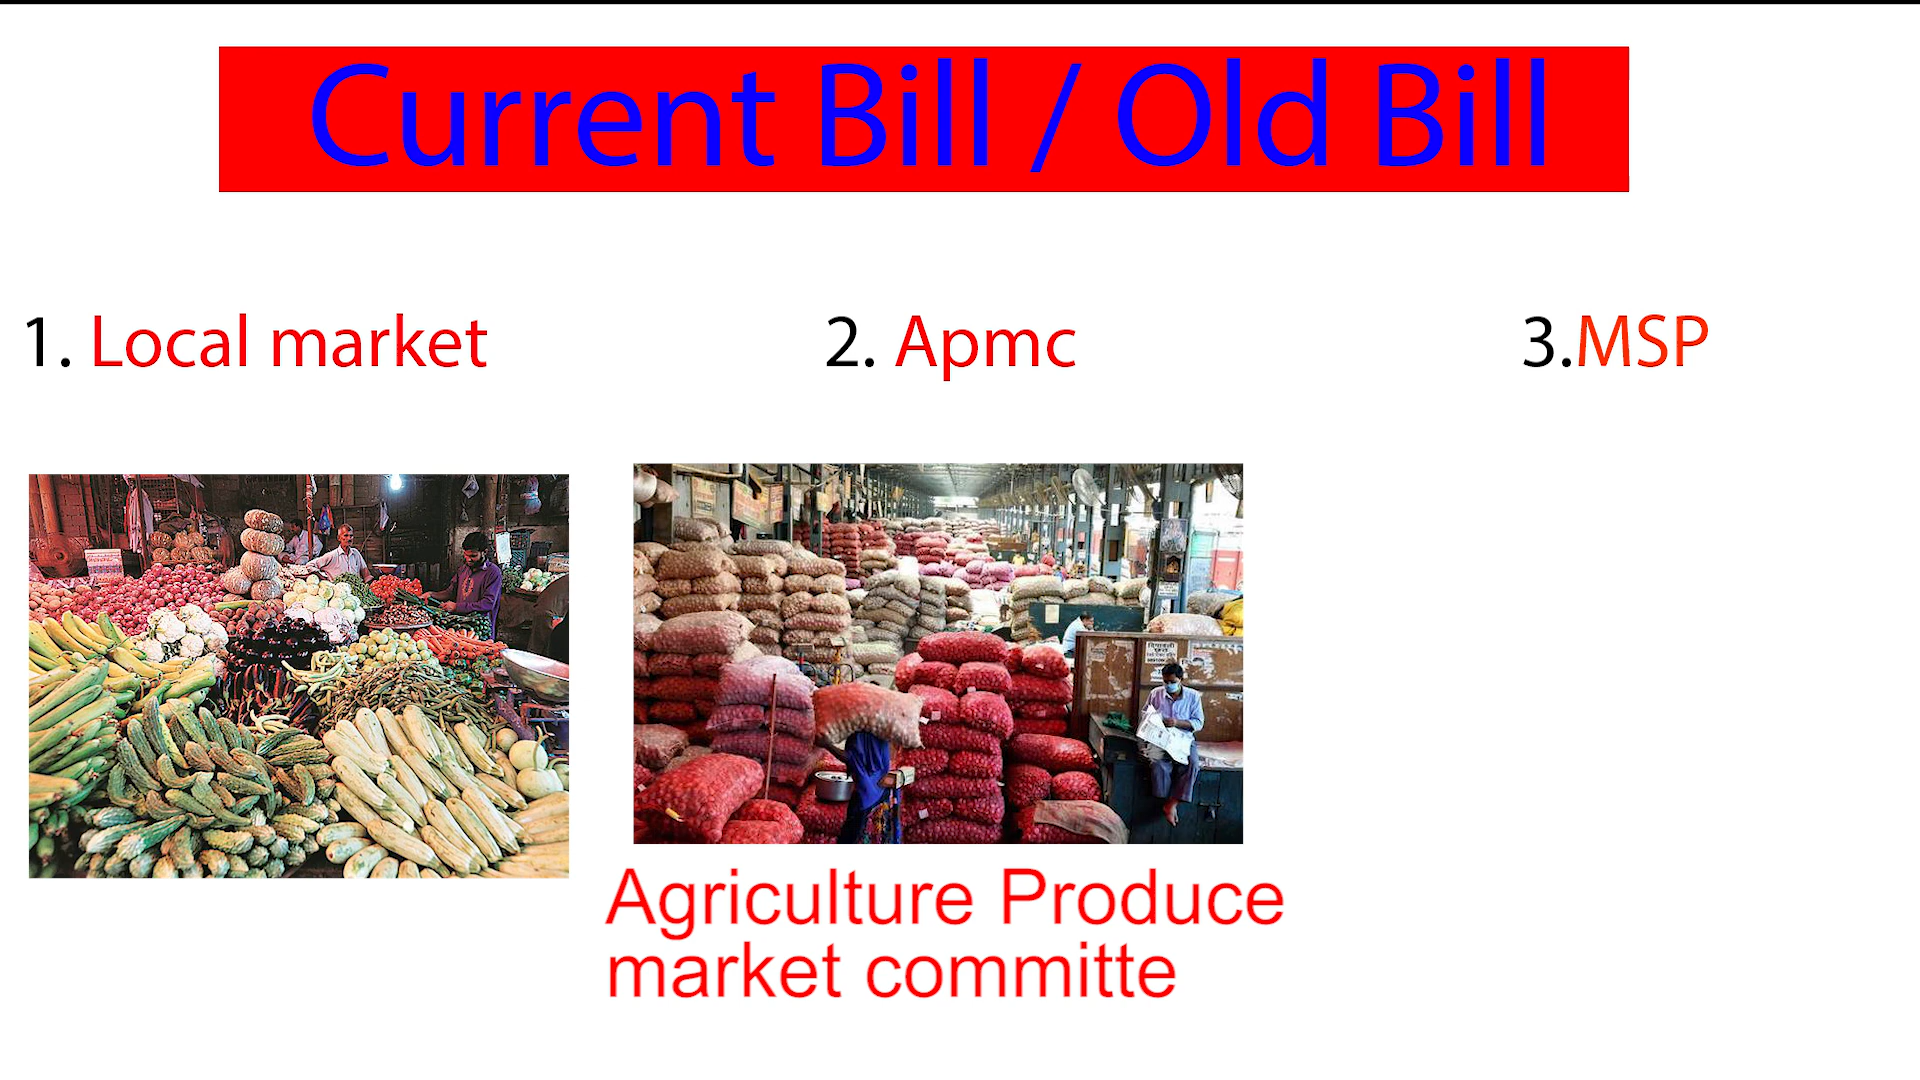 Current Bill / Old Bill
1. Local market
2. Apmc
3.MSP
Agriculture Produce
market committe